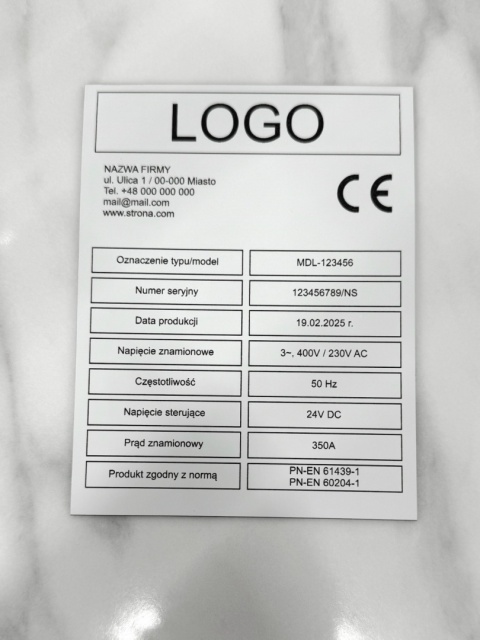 LOGO
NAZWA FIRMY
ul. Ulica 1 / 00-000 Miasto
Tel. +48 000 000 000
mail@mail.com
www.strona.com
CE
Oznaczenie typu/model MDL-123456
Numer seryjny 123456789/NS
Data produkcji 19.02.2025 r.
Napięcie znamionowe 3~, 400V / 230V AC
Częstotliwość 50 Hz
Napięcie sterujące 24V DC
Prąd znamionowy 350A
Produkt zgodny z normą PN-EN 61439-1
PN-EN 60204-1